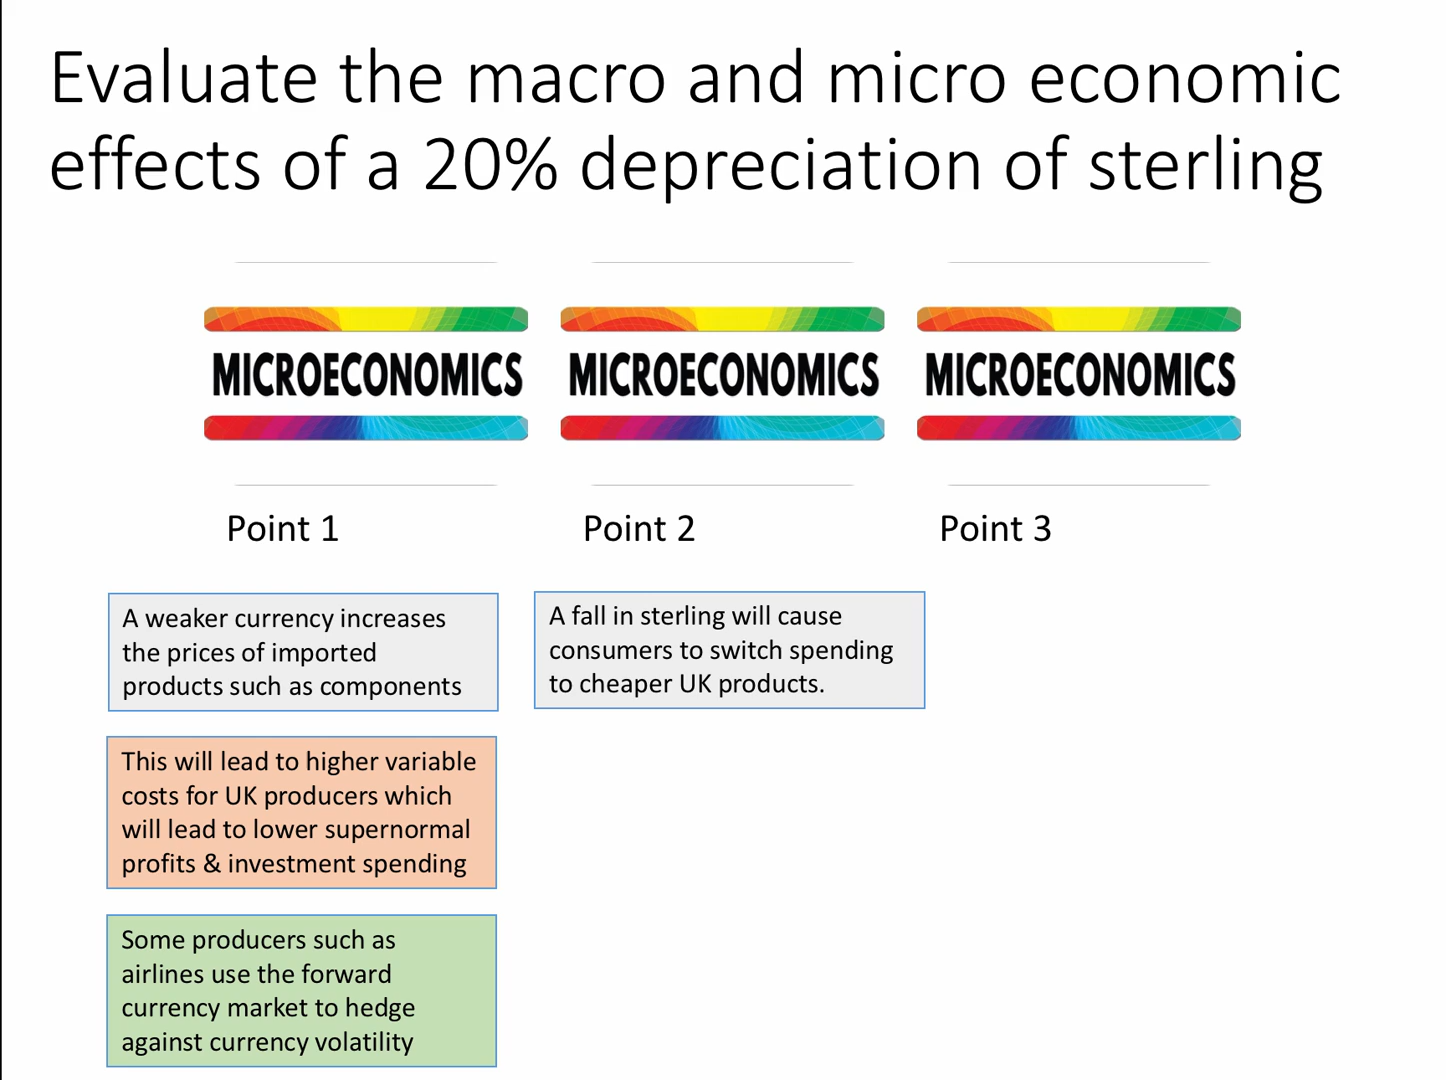 Evaluate the macro and micro economic
effects of a 20% depreciation of sterling
MICROECONOMICS
MICROECONOMICS
MICROECONOMICS
Point 1
Point 2
Point 3
A weaker currency increases
the prices of imported
products such as components
A fall in sterling will cause
consumers to switch spending
to cheaper UK products.
This will lead to higher variable
costs for UK producers which
will lead to lower supernormal
profits & investment spending
Some producers such as
airlines use the forward
currency market to hedge
against currency volatility